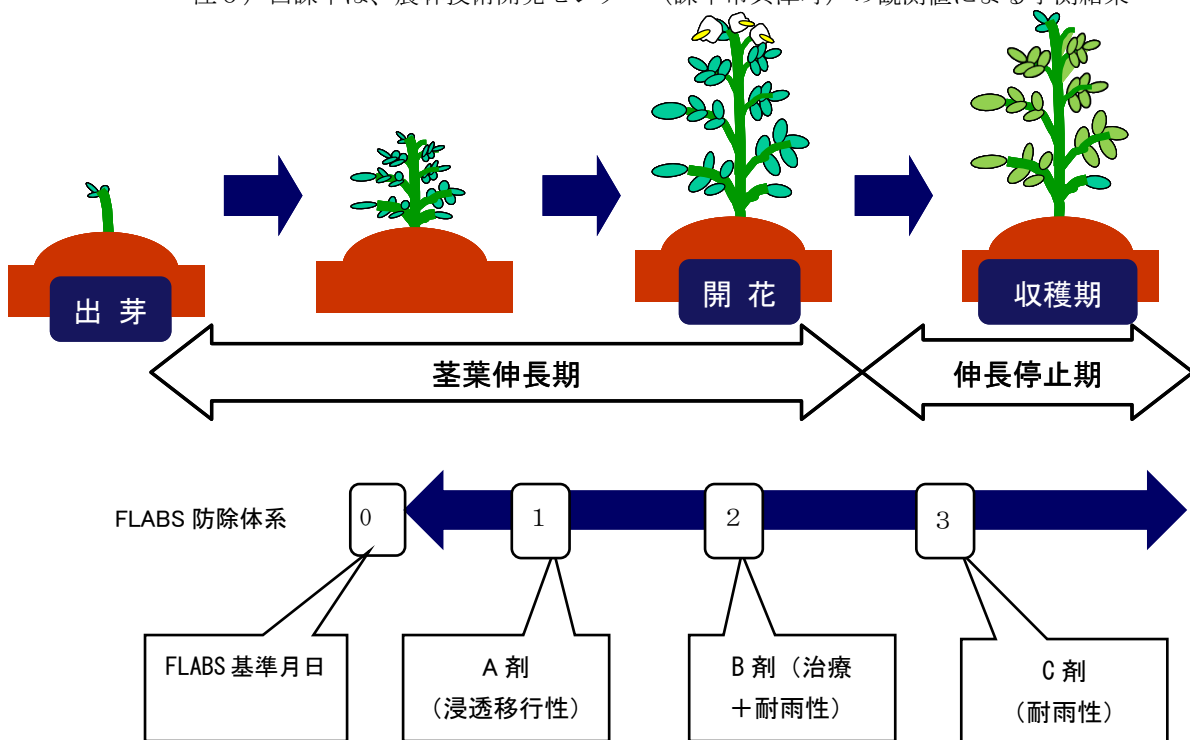 出 芽
開 花
収穫期
茎葉伸長期
伸長停止期
FLABS 防除体系
0
1
2
3
FLABS 基準月日
A 剤
（浸透移行性）
B 剤（治療
＋耐雨性）
C 剤
（耐雨性）